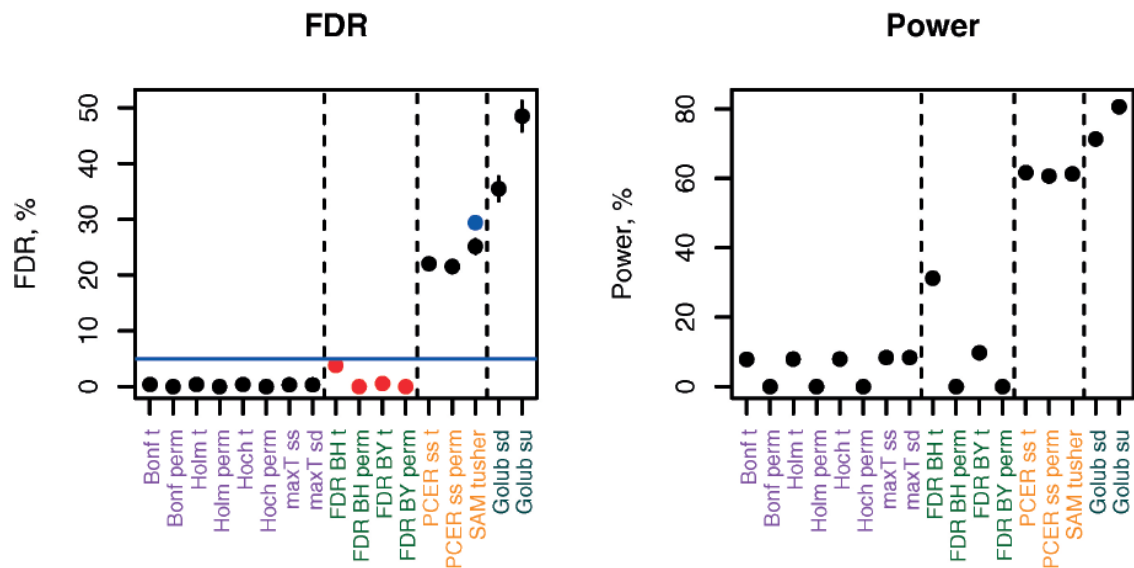 FDR
FDR, %
50
40
30
20
10
0
Bonf t
Bonf perm
Holm t
Holm perm
Hoch t
Hoch perm
maxT ss
maxT sd
FDR BH t
FDR BH perm
FDR BY t
FDR BY perm
PCER ss t
PCER ss perm
SAM tusher
Golub sd
Golub su
Power
Power, %
80
60
40
20
0
Bonf t
Bonf perm
Holm t
Holm perm
Hoch t
Hoch perm
maxT ss
maxT sd
FDR BH t
FDR BH perm
FDR BY t
FDR BY perm
PCER ss t
PCER ss perm
SAM tusher
Golub sd
Golub su